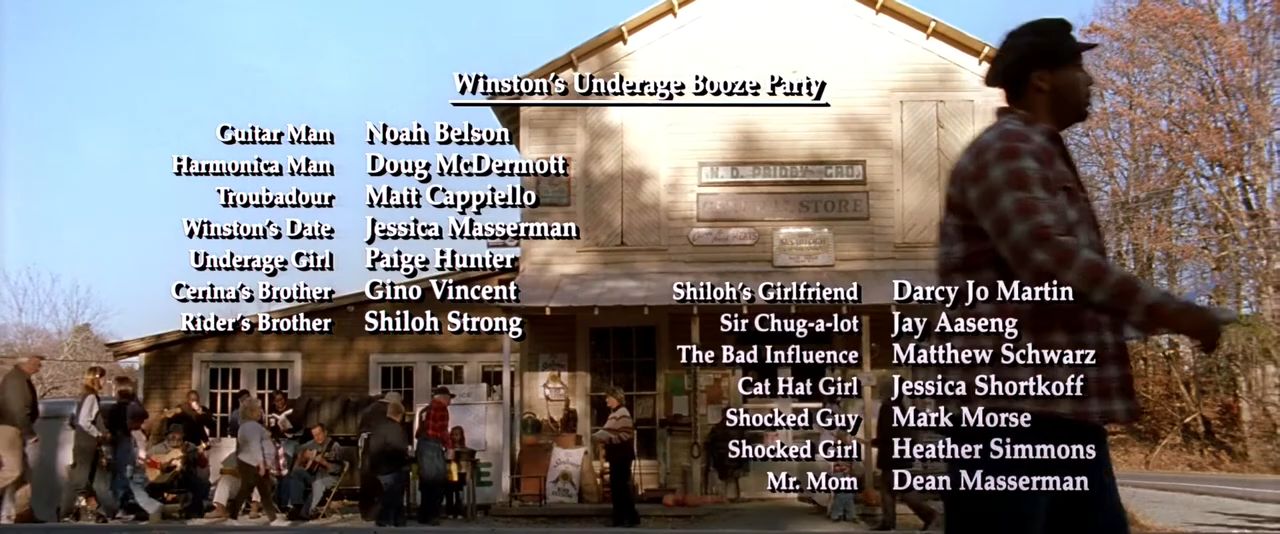 Winston's Underage Booze Party
Guitar Man Noah Belson
Harmonica Man Doug McDermott
Troubadour Matt Cappiello
Winston's Date Jessica Masserman
Underage Girl Paige Hunter
Cerina's Brother Gino Vincent
Rider's Brother Shiloh Strong
Shiloh's Girlfriend Darcy Jo Martin
Sir Chug-a-lot Jay Aaseng
The Bad Influence Matthew Schwarz
Cat Hat Girl Jessica Shortkoff
Shocked Guy Mark Morse
Shocked Girl Heather Simmons
Mr. Mom Dean Masserman
STORE